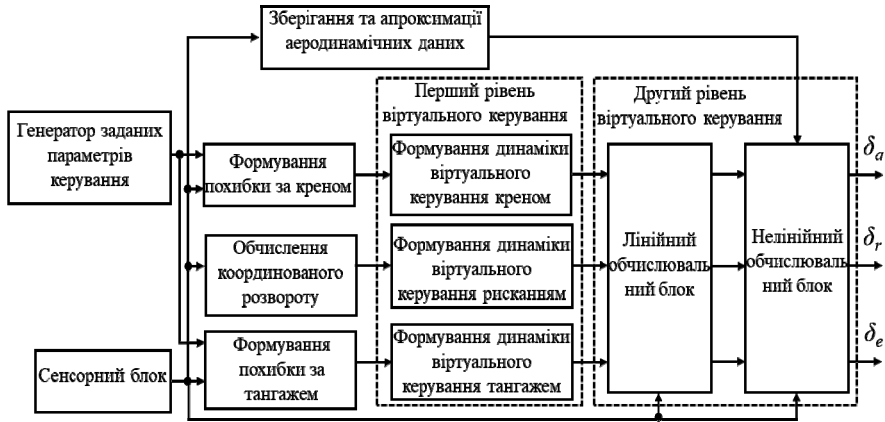 Зберігання та апроксимації
аеродинамічних даних
Генератор заданих
параметрів
керування
Сенсорний блок
Формування
похибки за креном
Обчислення
координованого
розвороту
Формування
похибки за
тангажем
Перший рівень
віртуального керування
Формування динаміки
віртуального
керування креном
Формування динаміки
віртуального
керування рисканням
Формування динаміки
віртуального
керування тангажем
Другий рівень
віртуального керування
Лінійний
обчислюваль
ний блок
Нелінійний
обчислюваль
ний блок
δa
δr
δe